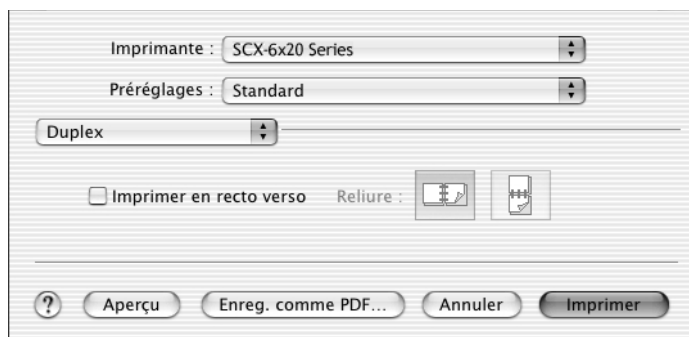 Imprimante : SCX-6x20 Series
Préréglages : Standard
Duplex
Imprimer en recto verso Reliure :
? Aperçu Enreg. comme PDF... Annuler Imprimer